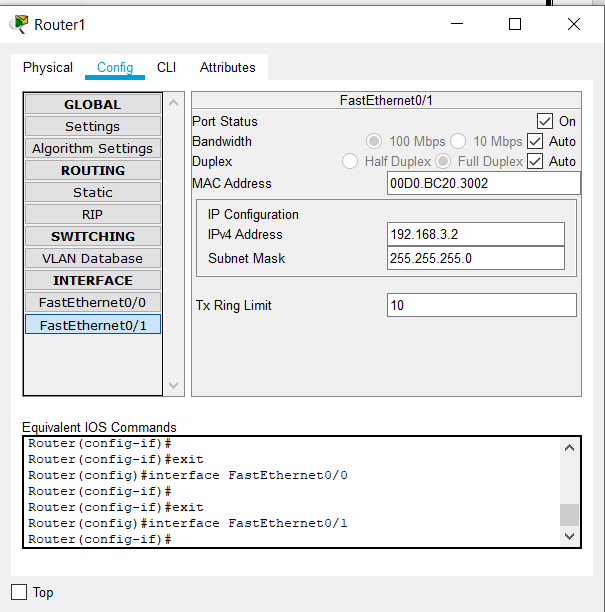 Router1
Physical Config CLI Attributes
GLOBAL
Settings
Algorithm Settings
ROUTING
Static
RIP
SWITCHING
VLAN Database
INTERFACE
FastEthernet0/0
FastEthernet0/1
FastEthernet0/1
Port Status On
Bandwidth 100 Mbps 10 Mbps Auto
Duplex Half Duplex Full Duplex Auto
MAC Address 00D0.BC20.3002
IP Configuration
IPv4 Address 192.168.3.2
Subnet Mask 255.255.255.0
Tx Ring Limit 10
Equivalent IOS Commands
Router(config-if)#
Router(config-if)#exit
Router(config)#interface FastEthernet0/0
Router(config-if)#
Router(config-if)#exit
Router(config)#interface FastEthernet0/1
Router(config-if)#
Top